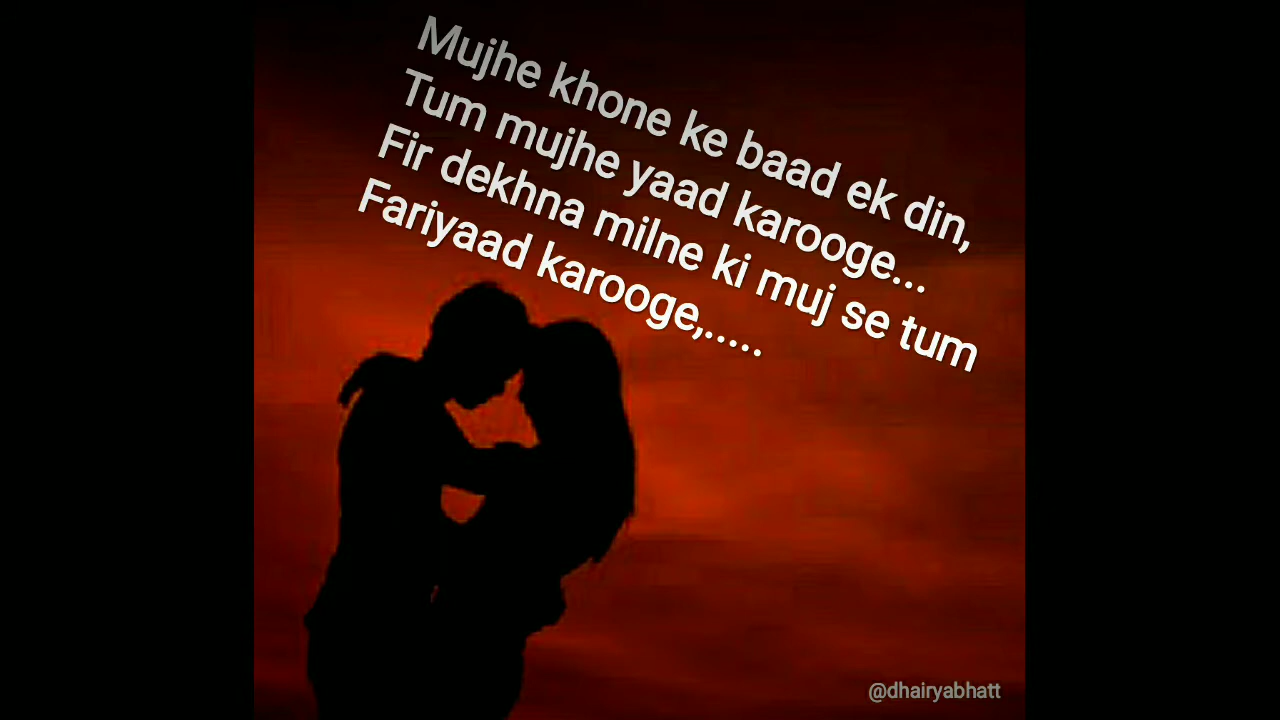 Mujhe khone ke baad ek din,
Tum mujhe yaad karooge...
Fir dekhna milne ki muj se tum
Fariyaad karooge,.....
@dhairyabhatt